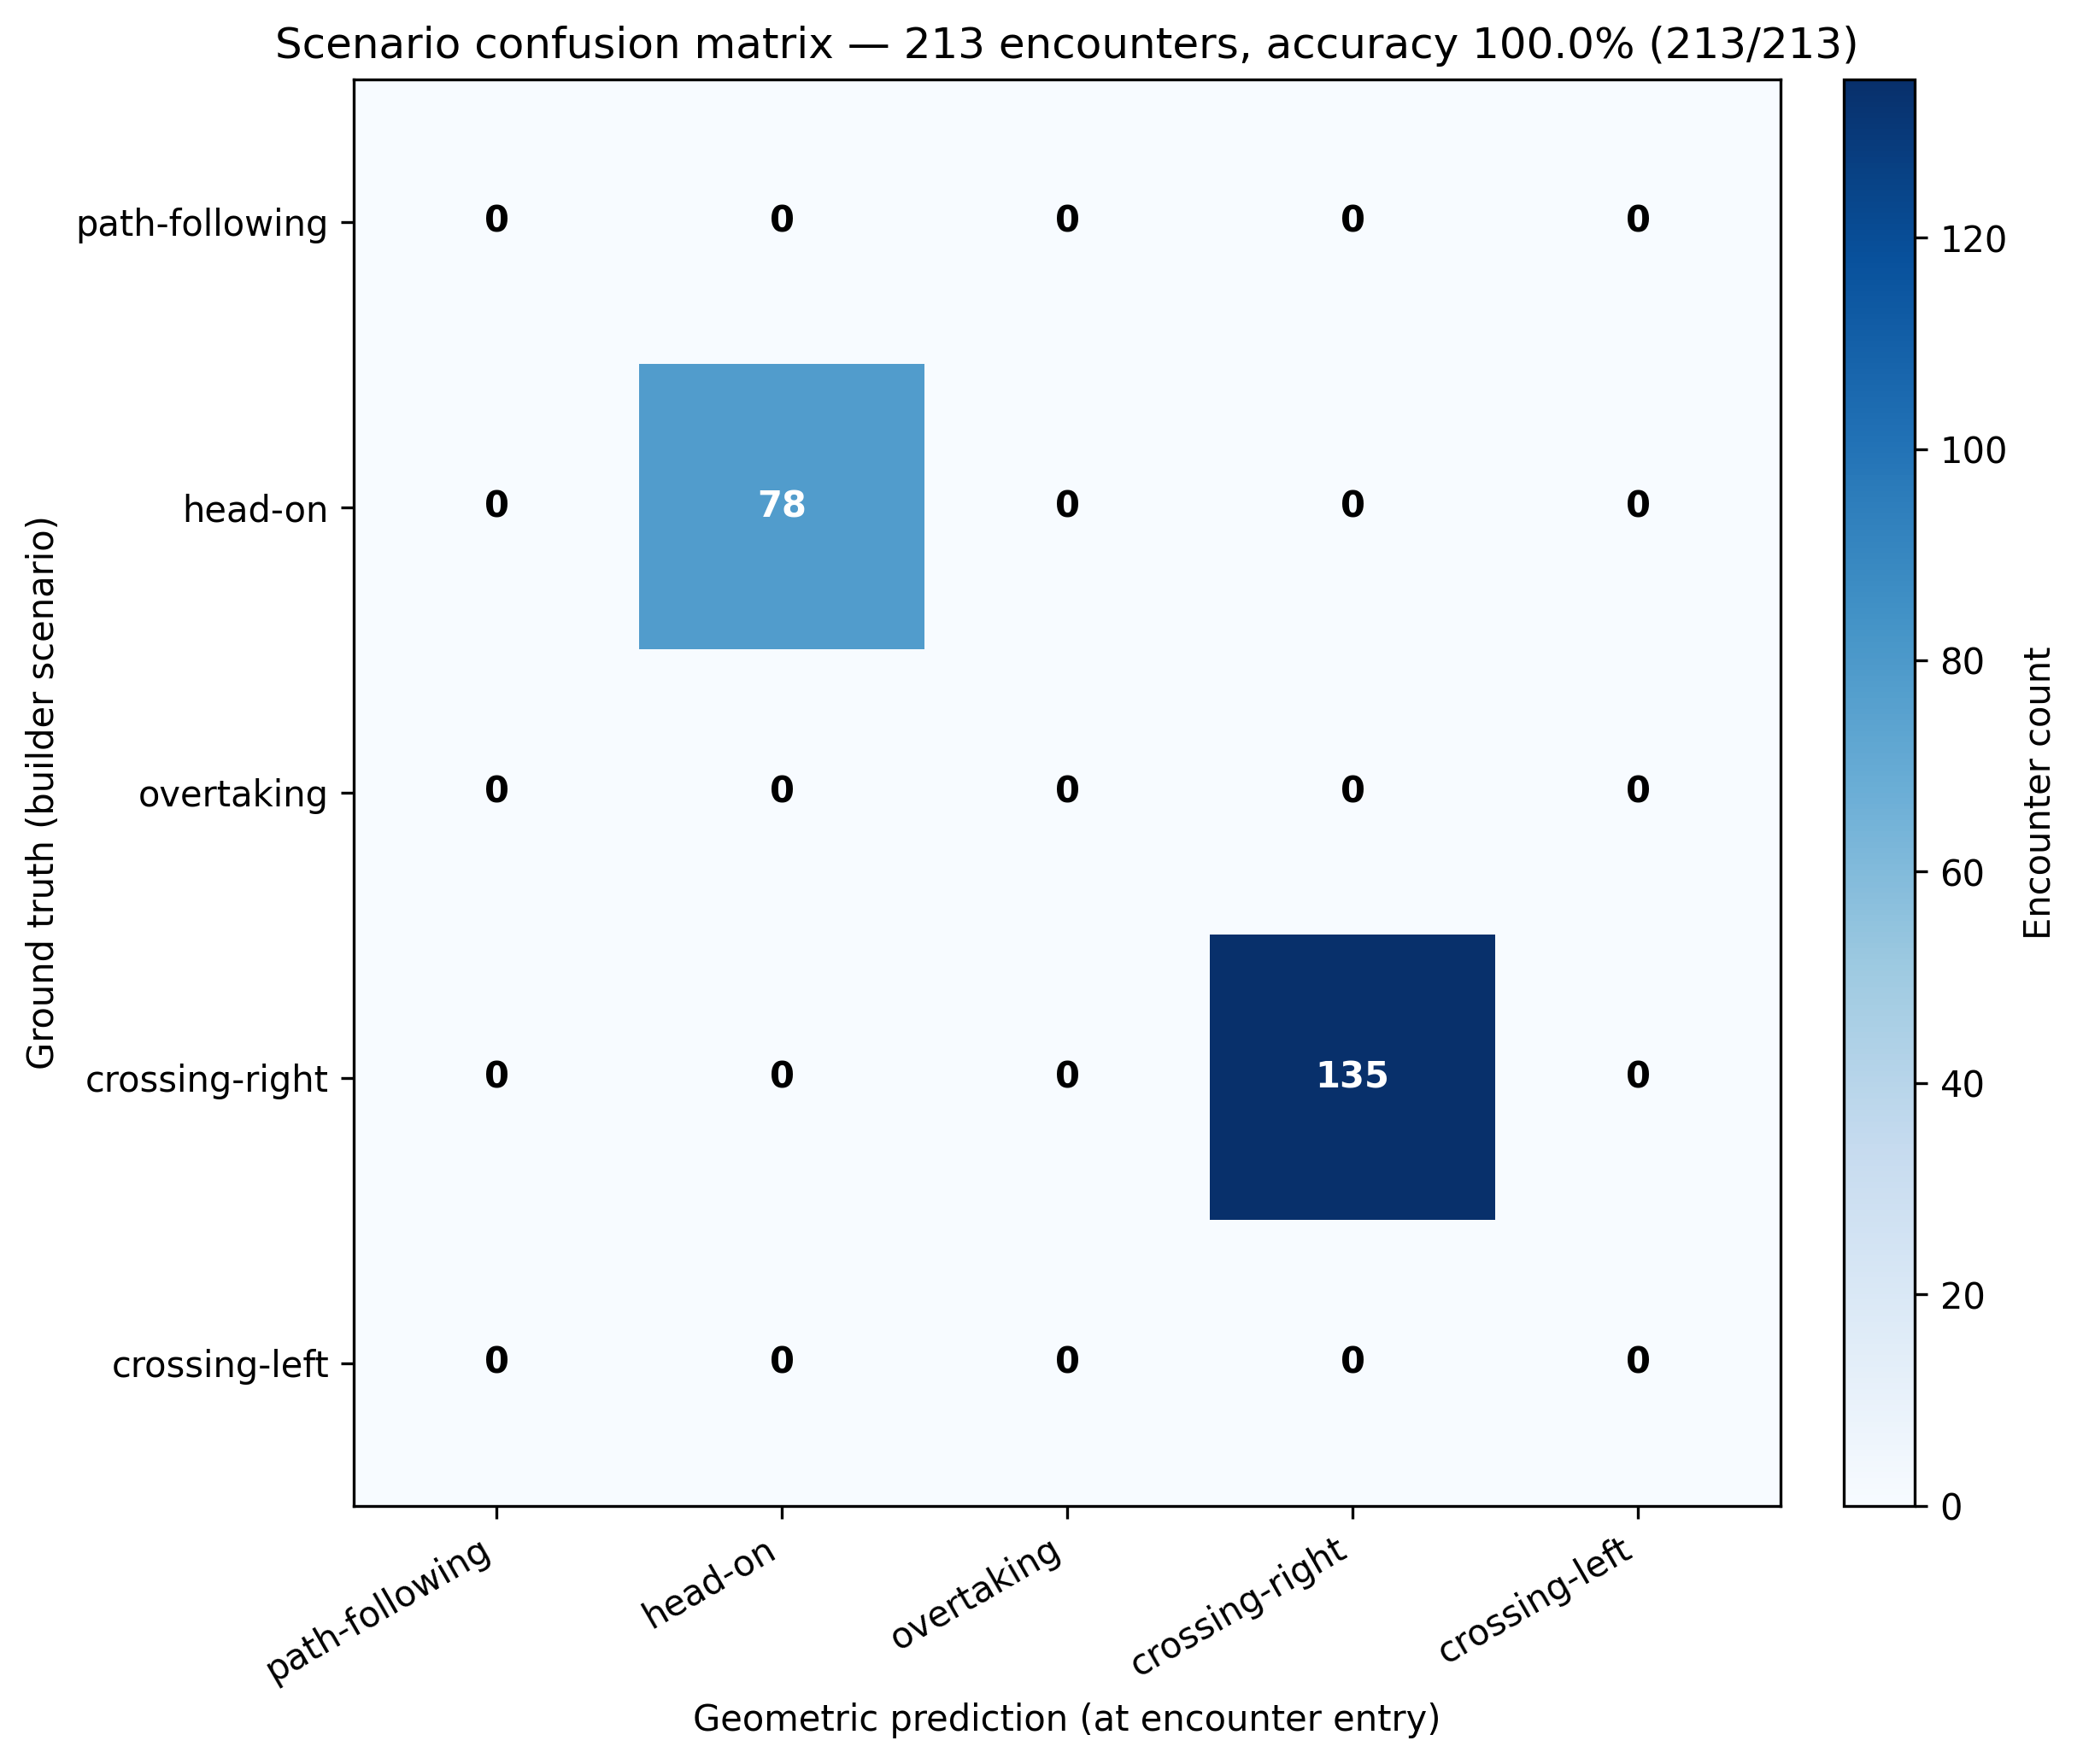 Scenario confusion matrix — 213 encounters, accuracy 100.0% (213/213)
Ground truth (builder scenario)
path-following 0 0 0 0 0
head-on 0 78 0 0 0
overtaking 0 0 0 0 0
crossing-right 0 0 0 135 0
crossing-left 0 0 0 0 0
path-following head-on overtaking crossing-right crossing-left
Geometric prediction (at encounter entry)
120
100
80
60
40
20
0
Encounter count